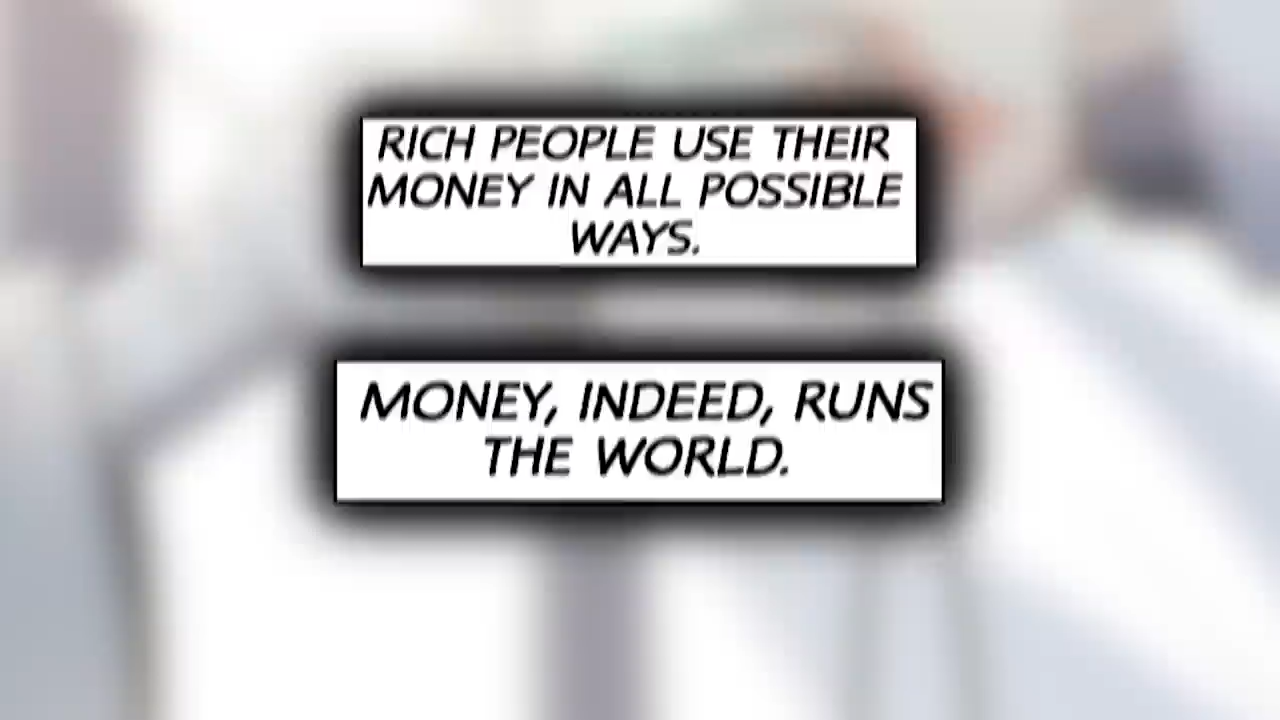 RICH PEOPLE USE THEIR
MONEY IN ALL POSSIBLE
WAYS.
MONEY, INDEED, RUNS
THE WORLD.